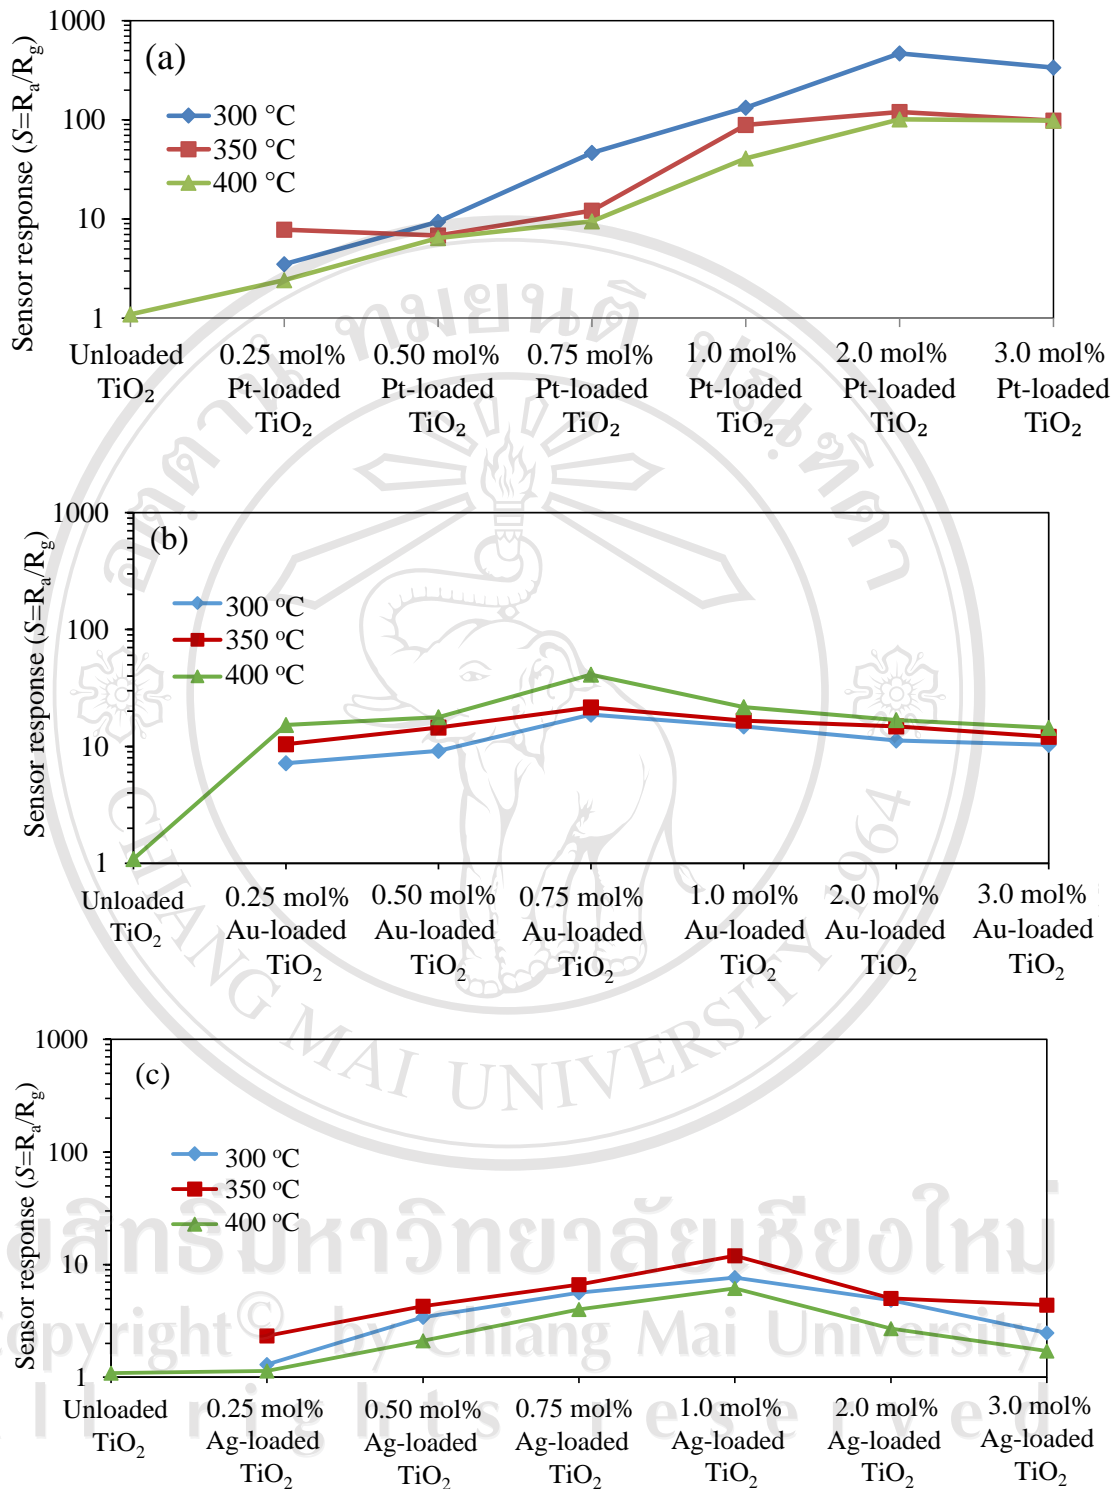 1000
100
10
1
Sensor response (S=Ra/Rg)
(a)
300 °C
350 °C
400 °C
Unloaded TiO₂
0.25 mol% Pt-loaded TiO₂
0.50 mol% Pt-loaded TiO₂
0.75 mol% Pt-loaded TiO₂
1.0 mol% Pt-loaded TiO₂
2.0 mol% Pt-loaded TiO₂
3.0 mol% Pt-loaded TiO₂
1000
100
10
1
Sensor response (S=Ra/Rg)
(b)
300 °C
350 °C
400 °C
Unloaded TiO₂
0.25 mol% Au-loaded TiO₂
0.50 mol% Au-loaded TiO₂
0.75 mol% Au-loaded TiO₂
1.0 mol% Au-loaded TiO₂
2.0 mol% Au-loaded TiO₂
3.0 mol% Au-loaded TiO₂
CHIANG MAI UNIVERSITY 1964
1000
100
10
1
Sensor response (S=Ra/Rg)
(c)
300 °C
350 °C
400 °C
Unloaded TiO₂
0.25 mol% Ag-loaded TiO₂
0.50 mol% Ag-loaded TiO₂
0.75 mol% Ag-loaded TiO₂
1.0 mol% Ag-loaded TiO₂
2.0 mol% Ag-loaded TiO₂
3.0 mol% Ag-loaded TiO₂
มหาวิทยาลัยเชียงใหม่
© by Chiang Mai University
rights reserved